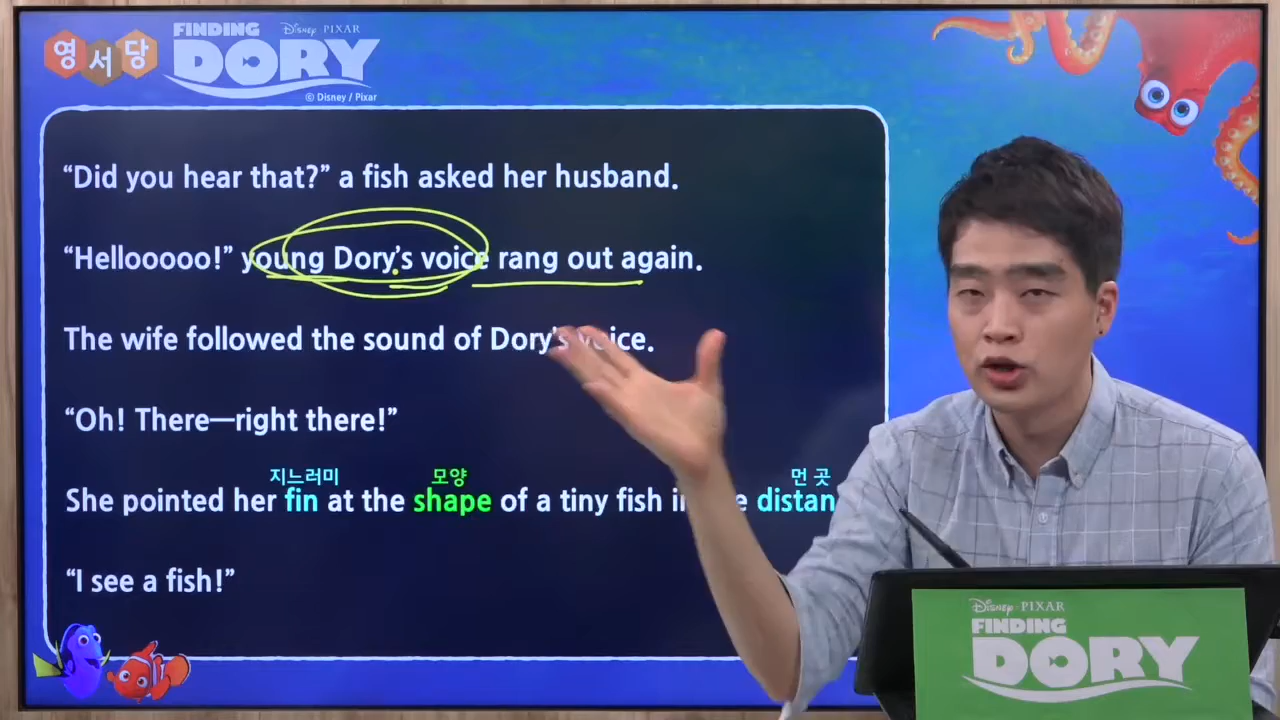 영서당
FINDING
Disney · PIXAR
DORY
© Disney / Pixar
“Did you hear that?” a fish asked her husband.
“Hellooooo!” young Dory’s voice rang out again.
The wife followed the sound of Dory’s voice.
“Oh! There—right there!”
지느러미 모양 먼 곳
She pointed her fin at the shape of a tiny fish
“I see a fish!”
Disney · PIXAR
FINDING
DORY